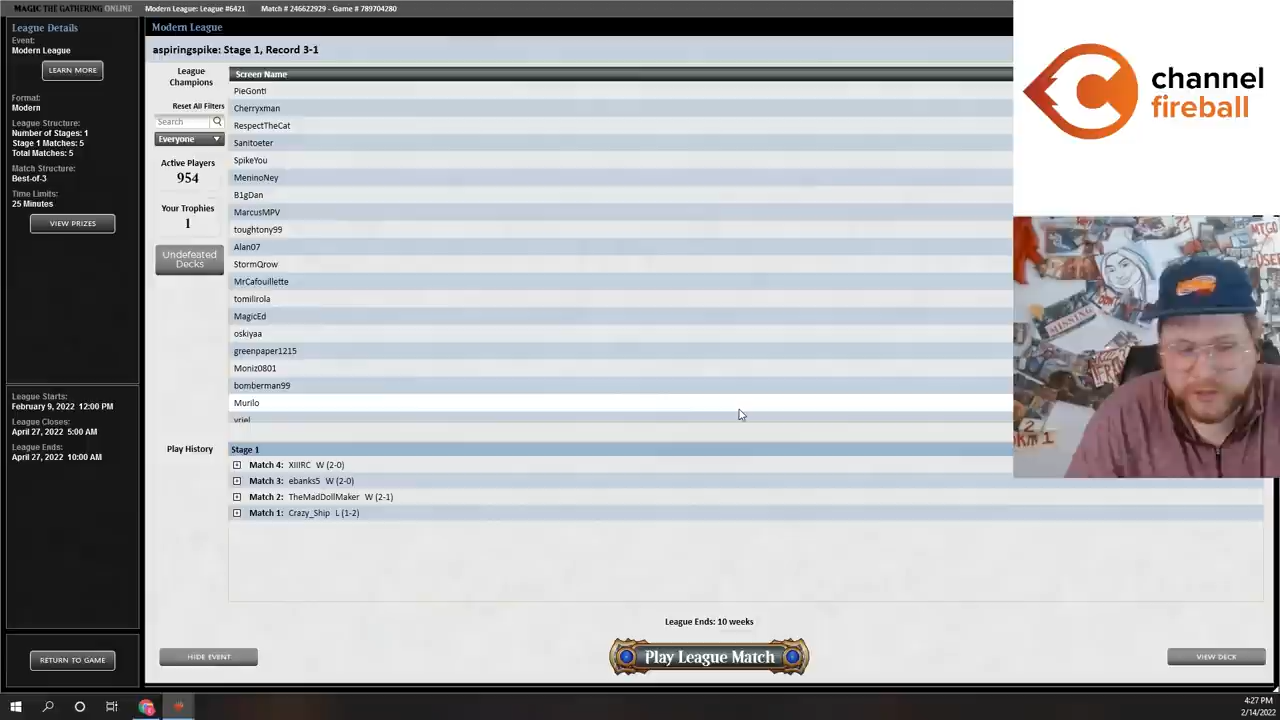 MAGIC THE GATHERING ONLINE
Modern League: League #6421
Match # 246622929 - Game # 789704280
League Details
Event:
Modern League
LEARN MORE
Format:
Modern
League Structure:
Number of Stages: 1
Stage 1 Matches: 5
Total Matches: 5
Match Structure:
Best-of-3
Time Limits:
25 Minutes
VIEW PRIZES
League Starts:
February 9, 2022 12:00 PM
League Closes:
April 27, 2022 5:00 AM
League Ends:
April 27, 2022 10:00 AM
RETURN TO GAME
Modern League
aspiringspike: Stage 1, Record 3-1
League
Champions
Reset All Filters
Search
Everyone
Active Players
954
Your Trophies
1
Undefeated
Decks
Screen Name
PieGonti
Cherryxman
RespectTheCat
Sanitoeter
SpikeYou
MeninoNey
B1gDan
MarcusMPV
toughtony99
Alan07
StormQrow
MrCafouillette
tomilirola
MagicEd
oskiyaa
greenpaper1215
Moniz0801
bomberman99
Murilo
Play History
Stage 1
Match 4: XIIIRC W (2-0)
Match 3: ebanks5 W (2-0)
Match 2: TheMadDollMaker W (2-1)
Match 1: Crazy_Ship L (1-2)
League Ends: 10 weeks
HIDE EVENT
Play League Match
VIEW DECK
channel
fireball
MTGO
MISSING
4:27 PM
2/14/2022